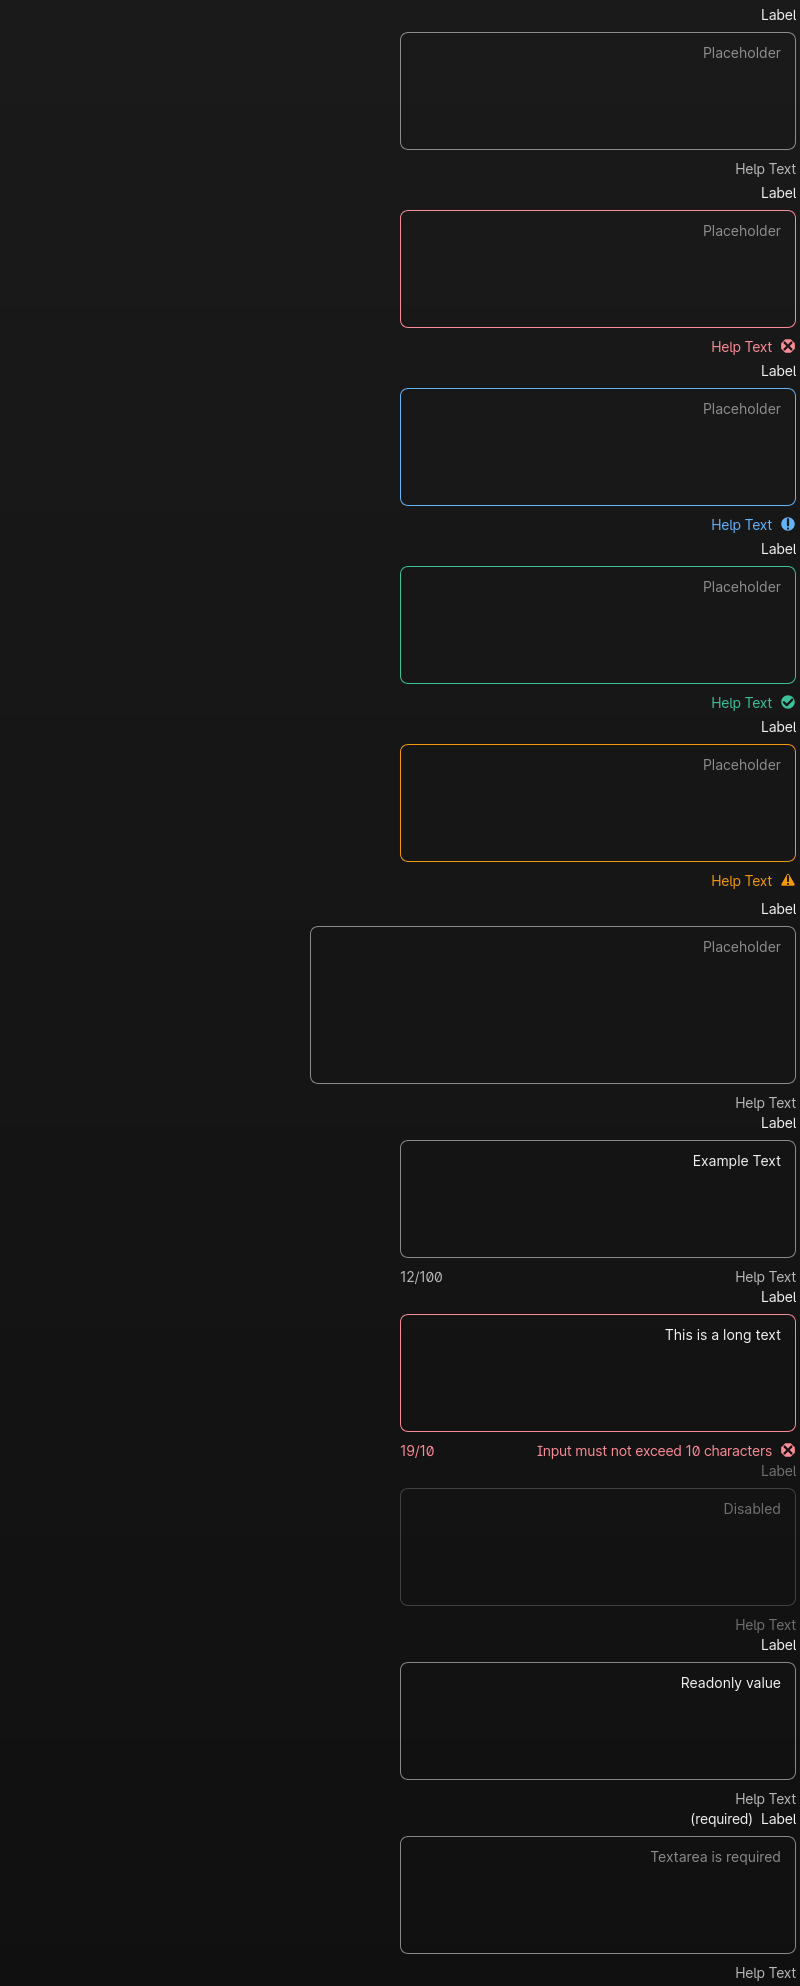 Label
Placeholder
Help Text
Label
Placeholder
Help Text
Label
Placeholder
Help Text
Label
Placeholder
Help Text
Label
Placeholder
Help Text
Label
Placeholder
Help Text
Label
Example Text
12/100 Help Text
Label
This is a long text
19/10 Input must not exceed 10 characters
Label
Disabled
Help Text
Label
Readonly value
Help Text
(required) Label
Textarea is required
Help Text